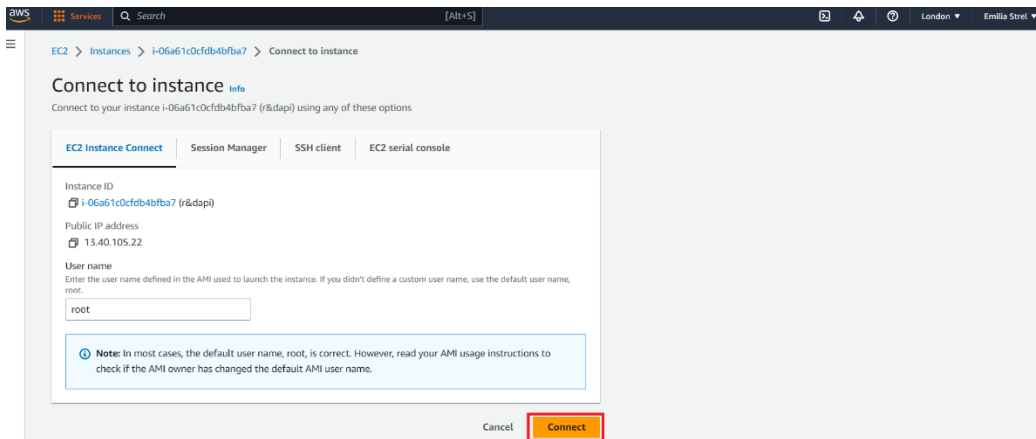 aws Services Search [Alt+S] London ▼ Emilia Strel ▼
EC2 > Instances > i-06a61c0cfdb4bfba7 > Connect to instance
Connect to instance Info
Connect to your instance i-06a61c0cfdb4bfba7 (r&dapi) using any of these options
EC2 Instance Connect Session Manager SSH client EC2 serial console
Instance ID
i-06a61c0cfdb4bfba7 (r&dapi)
Public IP address
13.40.105.22
User name
Enter the user name defined in the AMI used to launch the instance. If you didn't define a custom user name, use the default user name,
root.
root
Note: In most cases, the default user name, root, is correct. However, read your AMI usage instructions to
check if the AMI owner has changed the default AMI user name.
Cancel Connect